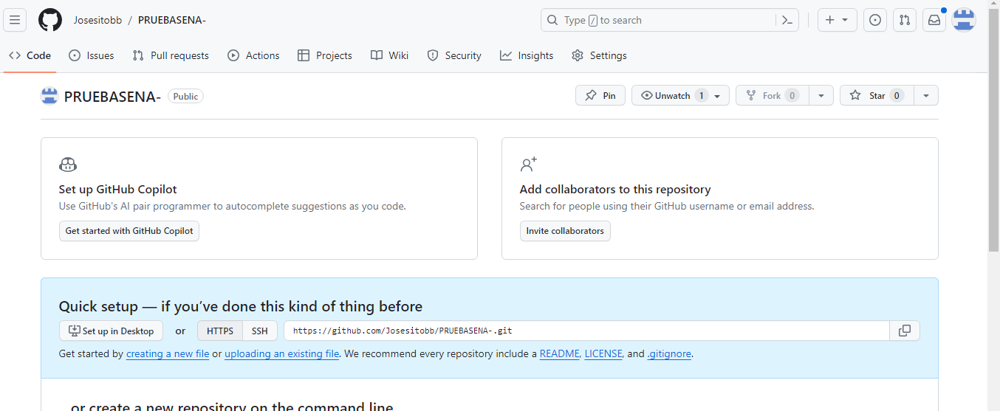 Josesitobb / PRUEBASENA-
Type / to search
Code Issues Pull requests Actions Projects Wiki Security Insights Settings
PRUEBASENA- Public
Pin Unwatch 1 Fork 0 Star 0
Set up GitHub Copilot
Use GitHub's AI pair programmer to autocomplete suggestions as you code.
Get started with GitHub Copilot
Add collaborators to this repository
Search for people using their GitHub username or email address.
Invite collaborators
Quick setup — if you’ve done this kind of thing before
Set up in Desktop or HTTPS SSH https://github.com/Josesitobb/PRUEBASENA-.git
Get started by creating a new file or uploading an existing file. We recommend every repository include a README, LICENSE, and .gitignore.
…or create a new repository on the command line